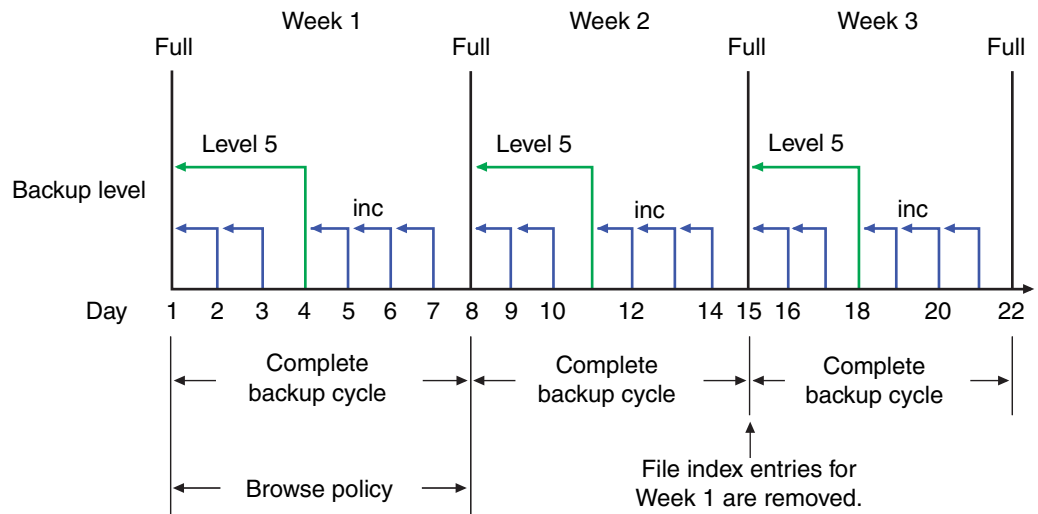 Week 1 Week 2 Week 3
Full Full Full Full
Level 5 Level 5 Level 5
Backup level
inc inc inc
Day 1 2 3 4 5 6 7 8 9 10 12 14 15 16 18 20 22
Complete backup cycle
Complete backup cycle
Complete backup cycle
Browse policy
File index entries for
Week 1 are removed.